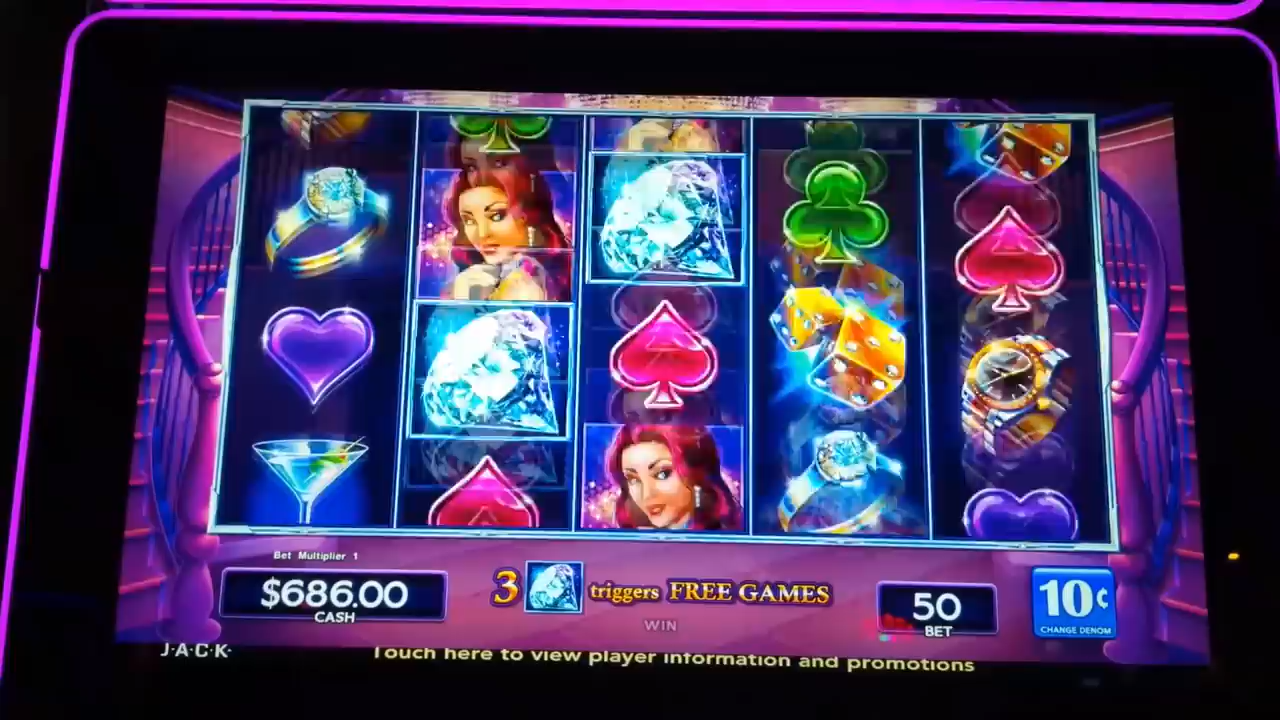 Bet Multiplier 1
$686.00
CASH
3 triggers FREE GAMES
WIN
50
BET
10¢
CHANGE DENOM
J·A·C·K·
Touch here to view player information and promotions